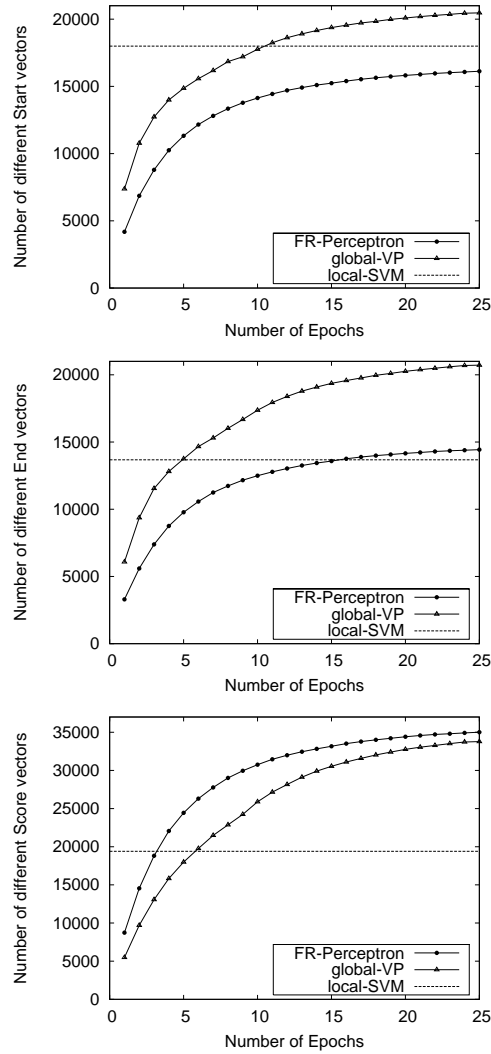 Number of different Start vectors
20000
15000
10000
5000
0
FR-Perceptron
global-VP
local-SVM
0 5 10 15 20 25
Number of Epochs
Number of different End vectors
20000
15000
10000
5000
0
FR-Perceptron
global-VP
local-SVM
0 5 10 15 20 25
Number of Epochs
Number of different Score vectors
35000
30000
25000
20000
15000
10000
5000
0
FR-Perceptron
global-VP
local-SVM
0 5 10 15 20 25
Number of Epochs